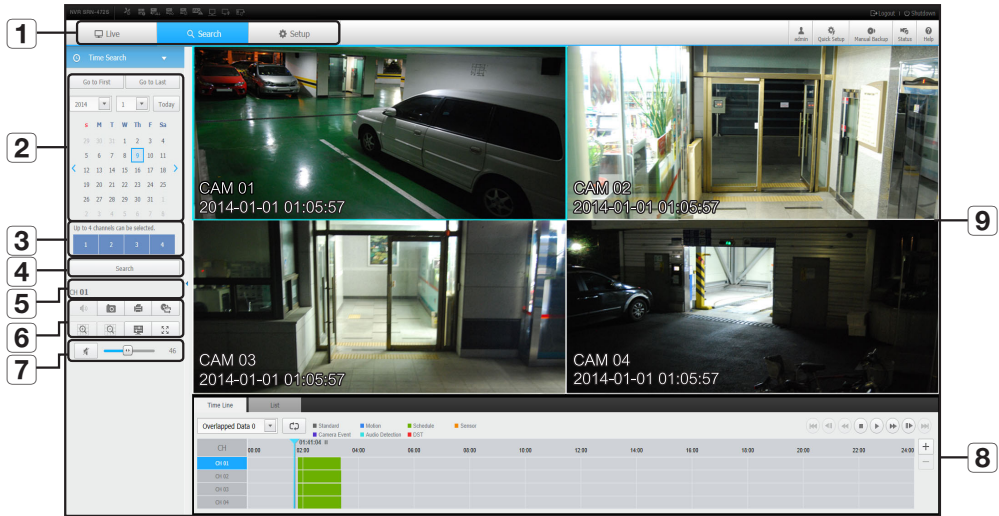 NVR SRN-472S
Logout | Shutdown
1
Live
Search
Setup
admin
Quick Setup
Manual Backup
Status
Help
Time Search
Go to First
Go to Last
2014
1
Today
2
s M T W Th F Sa
29 30 31 1 2 3 4
5 6 7 8 9 10 11
12 13 14 15 16 17 18
19 20 21 22 23 24 25
26 27 28 29 30 31 1
2 3 4 5 6 7 8
3
Up to 4 channels can be selected.
1 2 3 4
4
Search
5
CH 01
6
7
46
CAM 01
2014-01-01 01:05:57
CAM 02
2014-01-01 01:05:57
9
CAM 03
2014-01-01 01:05:57
CAM 04
2014-01-01 01:05:57
Time Line
List
Overlapped Data 0
Standard
Motion
Schedule
Sensor
Camera Event
Audio Detection
DST
8
01:41:04
CH
00:00 02:00 04:00 06:00 08:00 10:00 12:00 14:00 16:00 18:00 20:00 22:00 24:00
CH 01
CH 02
CH 03
CH 04